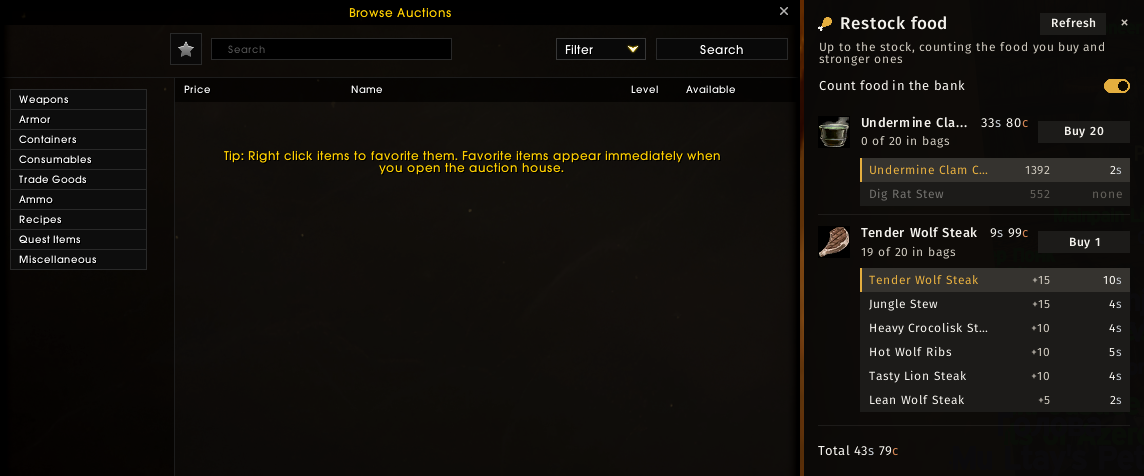 Browse Auctions
Search
Filter
Search
Weapons
Armor
Containers
Consumables
Trade Goods
Ammo
Recipes
Quest Items
Miscellaneous
Price Name Level Available
Tip: Right click items to favorite them. Favorite items appear immediately when
you open the auction house.
Restock food
Refresh
Up to the stock, counting the food you buy and
stronger ones
Count food in the bank
Undermine Cla... 33s 80c
0 of 20 in bags
Buy 20
Undermine Clam C... 1392 2s
Dig Rat Stew 552 none
Tender Wolf Steak 9s 99c
19 of 20 in bags
Buy 1
Tender Wolf Steak +15 10s
Jungle Stew +15 4s
Heavy Crocolisk St... +10 4s
Hot Wolf Ribs +10 5s
Tasty Lion Steak +10 4s
Lean Wolf Steak +5 2s
Total 43s 79c